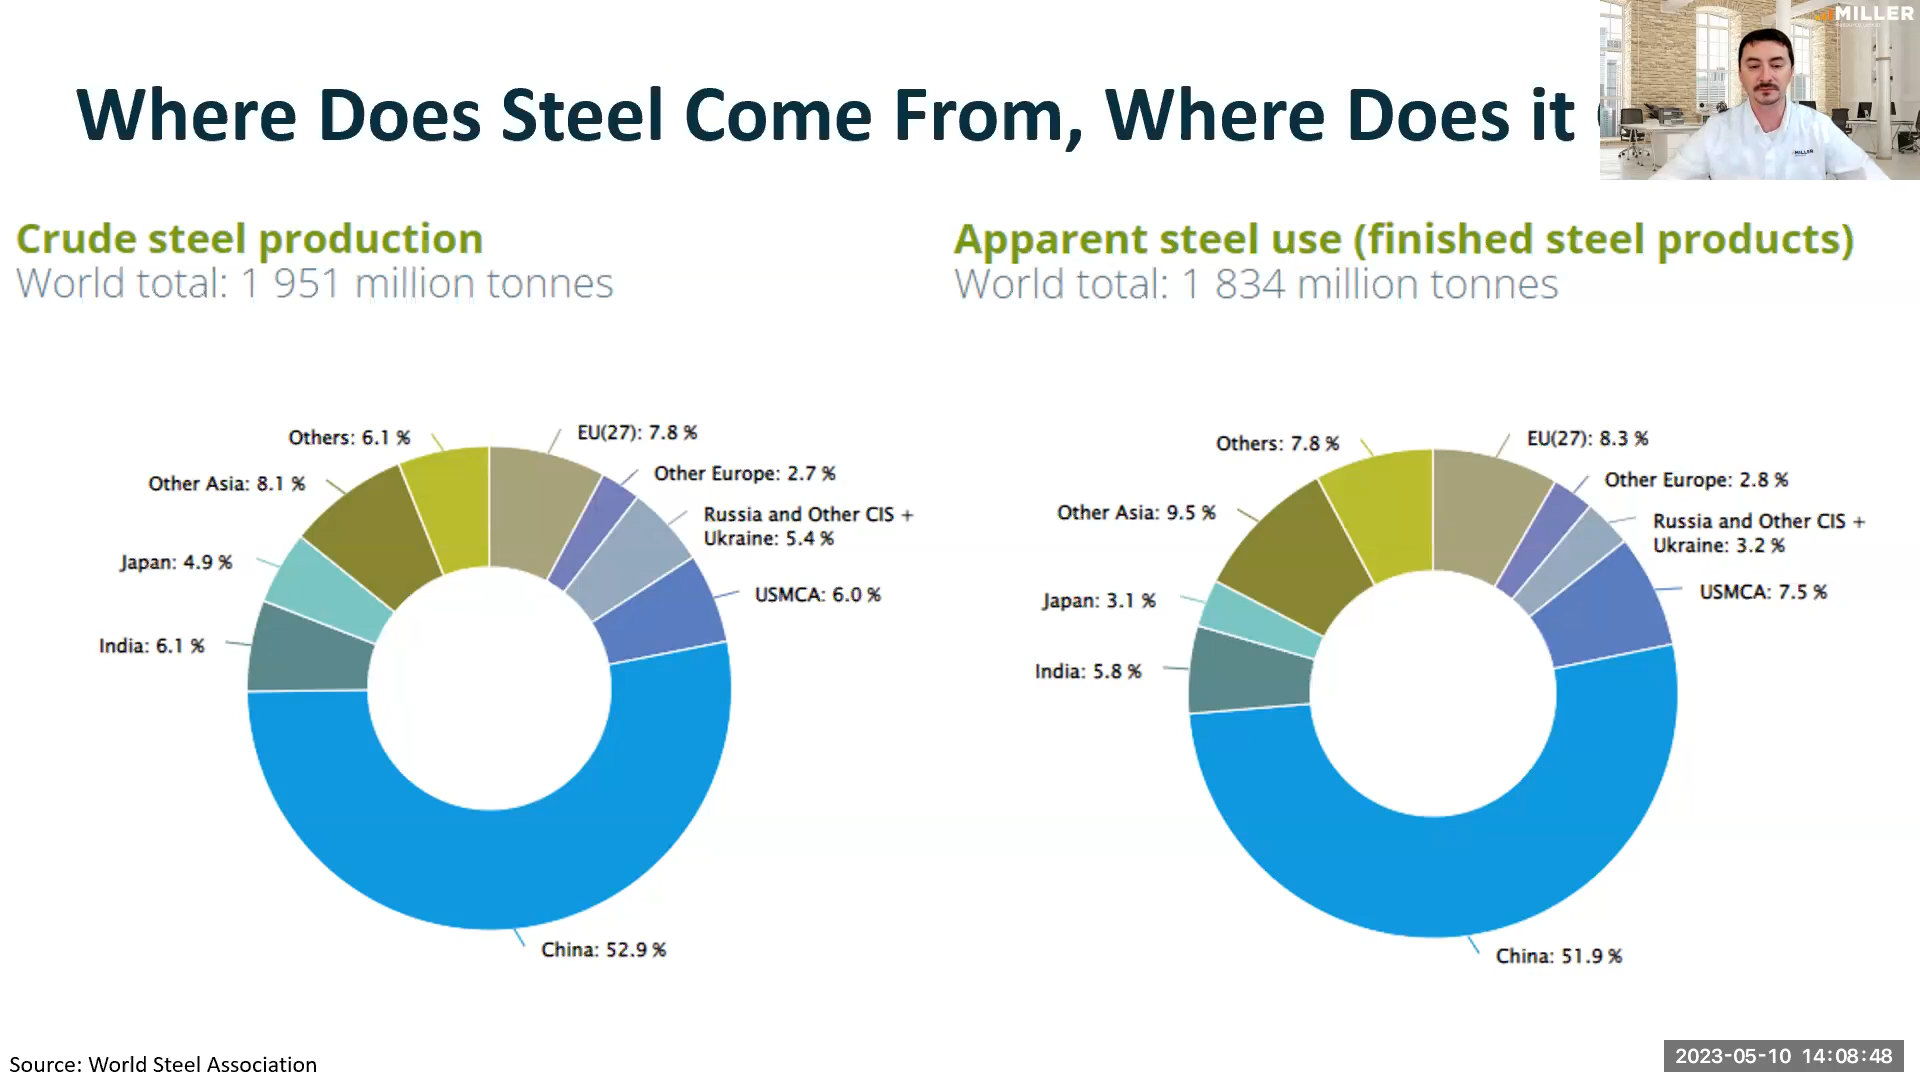 MILLER
Where Does Steel Come From, Where Does it
MILLER
Crude steel production
World total: 1 951 million tonnes
Others: 6.1 %
EU(27): 7.8 %
Other Europe: 2.7 %
Other Asia: 8.1 %
Russia and Other CIS +
Ukraine: 5.4 %
Japan: 4.9 %
USMCA: 6.0 %
India: 6.1 %
China: 52.9 %
Apparent steel use (finished steel products)
World total: 1 834 million tonnes
Others: 7.8 %
EU(27): 8.3 %
Other Europe: 2.8 %
Other Asia: 9.5 %
Russia and Other CIS +
Ukraine: 3.2 %
Japan: 3.1 %
USMCA: 7.5 %
India: 5.8 %
China: 51.9 %
Source: World Steel Association
2023-05-10 14:08:48